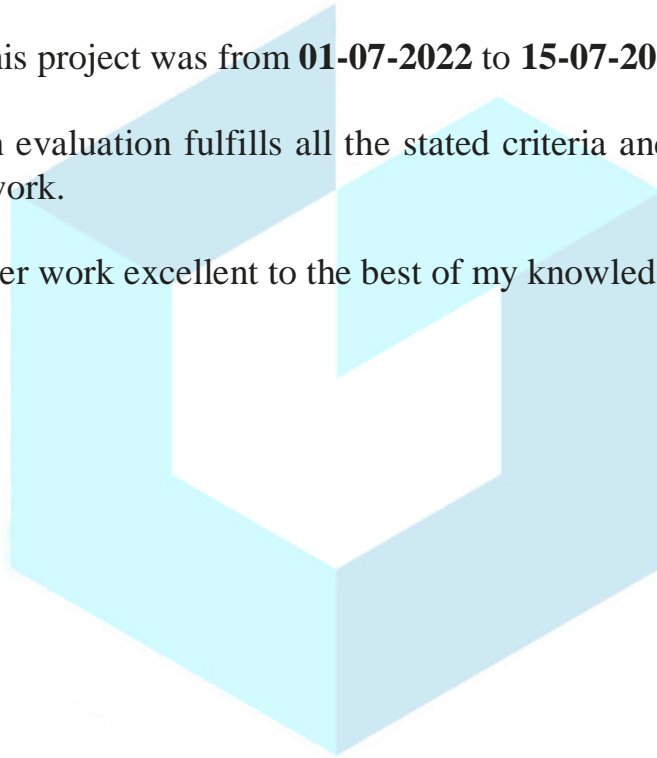 his project was from 01-07-2022 to 15-07-20
n evaluation fulfills all the stated criteria and
work.
er work excellent to the best of my knowled